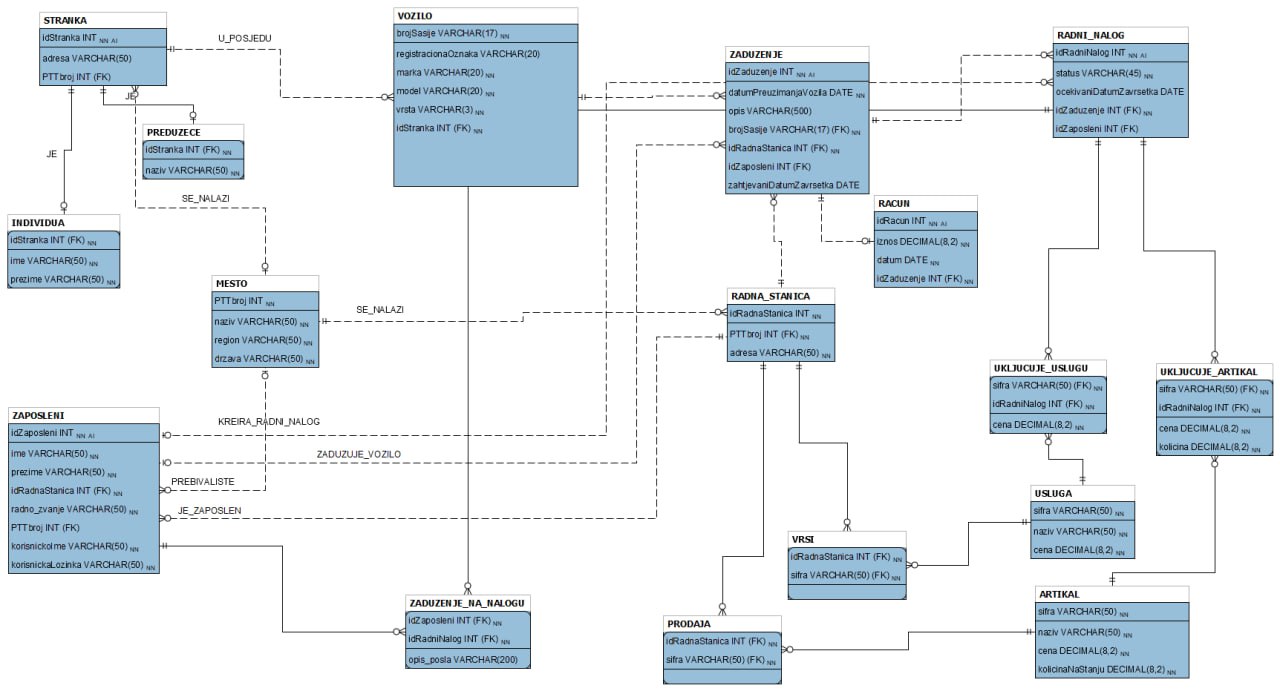 STRANKA
idStranka INT NN AI
adresa VARCHAR(50)
PTTbroj INT (FK)
U_POSJEDU
VOZILO
brojSasije VARCHAR(17) NN
registracionaOznaka VARCHAR(20)
marka VARCHAR(20) NN
model VARCHAR(20) NN
vrsta VARCHAR(3) NN
idStranka INT (FK) NN
ZADUZENJE
idZaduzenje INT NN AI
datumPreuzimanjaVozila DATE NN
opis VARCHAR(500)
brojSasije VARCHAR(17) (FK) NN
idRadnaStanica INT (FK) NN
idZaposleni INT (FK)
zahtjevaniDatumZavrsetka DATE
RADNI_NALOG
idRadniNalog INT NN AI
status VARCHAR(45) NN
ocekivaniDatumZavrsetka DATE
idZaduzenje INT (FK) NN
idZaposleni INT (FK)
JE
PREDUZECE
idStranka INT (FK) NN
naziv VARCHAR(50) NN
JE
SE_NALAZI
INDIVIDUA
idStranka INT (FK) NN
ime VARCHAR(50) NN
prezime VARCHAR(50) NN
RACUN
idRacun INT NN AI
iznos DECIMAL(8,2) NN
datum DATE NN
idZaduzenje INT (FK) NN
MESTO
PTTbroj INT NN
naziv VARCHAR(50) NN
region VARCHAR(50) NN
drzava VARCHAR(50) NN
SE_NALAZI
RADNA_STANICA
idRadnaStanica INT NN
PTTbroj INT (FK) NN
adresa VARCHAR(50) NN
UKLJUCUJE_USLUGU
sifra VARCHAR(50) (FK) NN
idRadniNalog INT (FK) NN
cena DECIMAL(8,2) NN
UKLJUCUJE_ARTIKAL
sifra VARCHAR(50) (FK) NN
idRadniNalog INT (FK) NN
cena DECIMAL(8,2) NN
kolicina DECIMAL(8,2) NN
ZAPOSLENI
idZaposleni INT NN AI
ime VARCHAR(50) NN
prezime VARCHAR(50) NN
idRadnaStanica INT (FK) NN
radno_zvanje VARCHAR(50) NN
PTTbroj INT (FK)
korisnickoIme VARCHAR(50) NN
korisnickaLozinka VARCHAR(50) NN
KREIRA_RADNI_NALOG
ZADUZUJE_VOZILO
PREBIVALISTE
JE_ZAPOSLEN
USLUGA
sifra VARCHAR(50) NN
naziv VARCHAR(50) NN
cena DECIMAL(8,2) NN
VRSI
idRadnaStanica INT (FK) NN
sifra VARCHAR(50) (FK) NN
ZADUZENJE_NA_NALOGU
idZaposleni INT (FK) NN
idRadniNalog INT (FK) NN
opis_posla VARCHAR(200)
PRODAJA
idRadnaStanica INT (FK) NN
sifra VARCHAR(50) (FK) NN
ARTIKAL
sifra VARCHAR(50) NN
naziv VARCHAR(50) NN
cena DECIMAL(8,2) NN
kolicinaNaStanju DECIMAL(8,2) NN